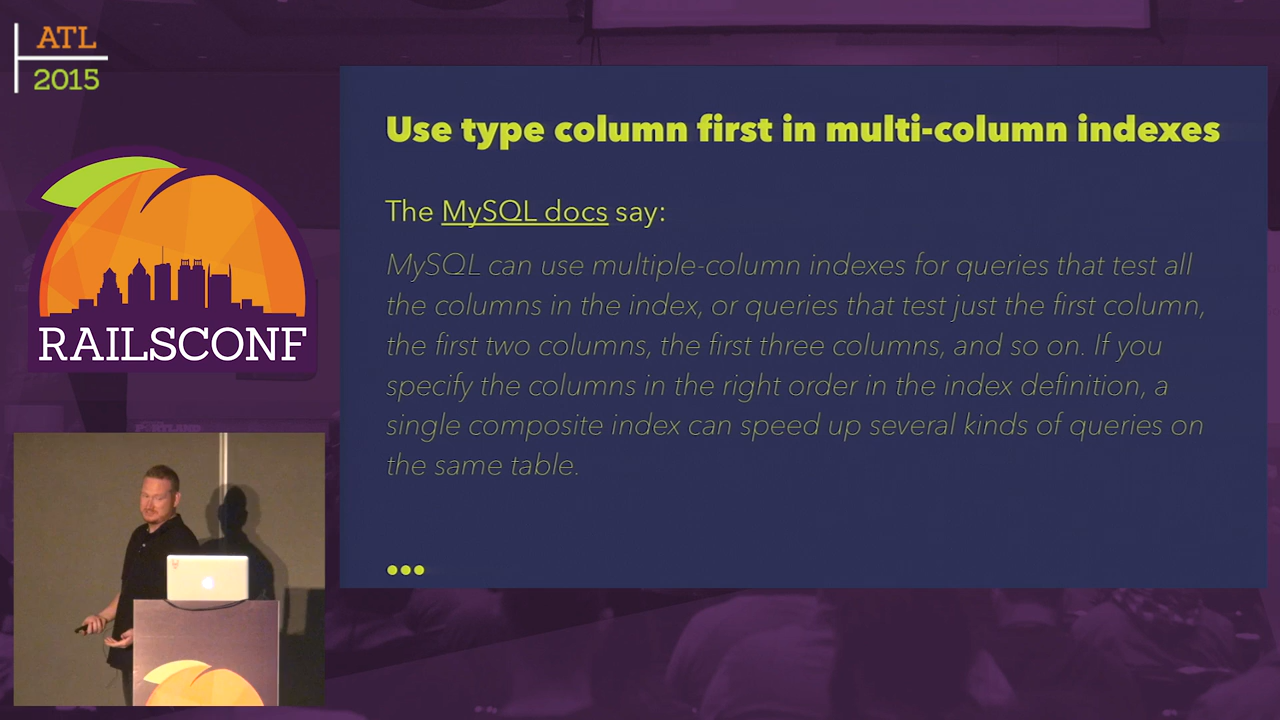 ATL
2015
RAILSCONF
Use type column first in multi-column indexes
The MySQL docs say:
MySQL can use multiple-column indexes for queries that test all
the columns in the index, or queries that test just the first column,
the first two columns, the first three columns, and so on. If you
specify the columns in the right order in the index definition, a
single composite index can speed up several kinds of queries on
the same table.
•••
PORTLAND